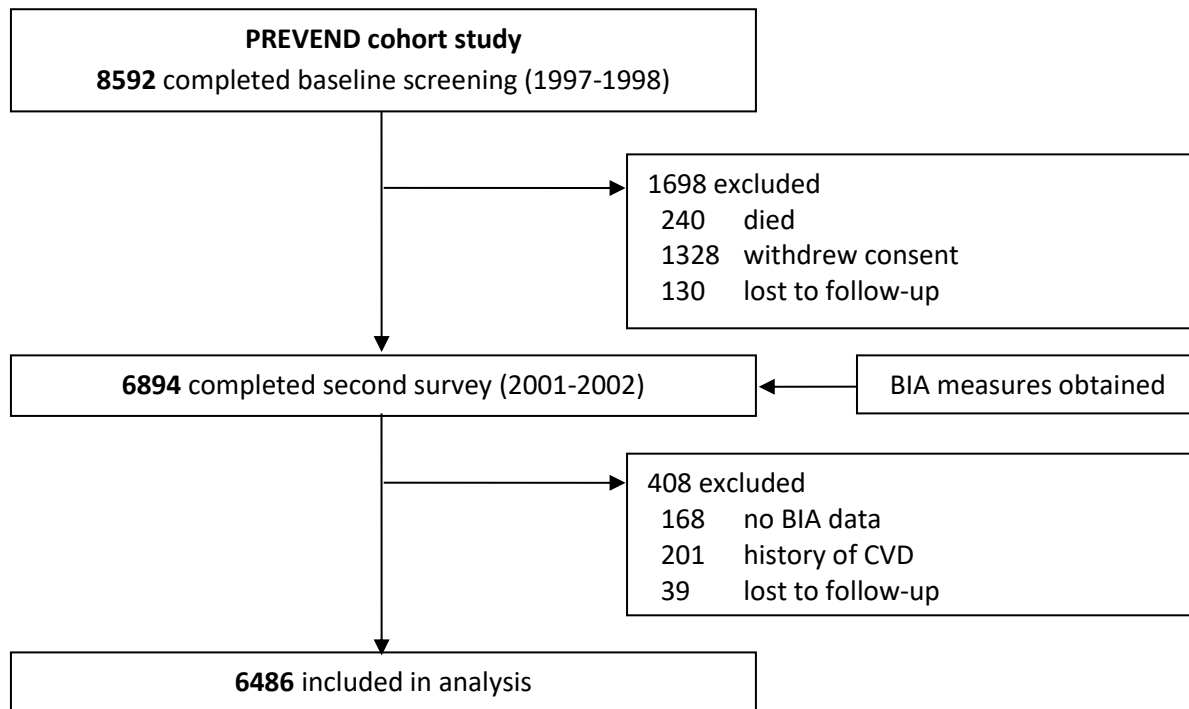 PREVEND cohort study
8592 completed baseline screening (1997-1998)
1698 excluded
240 died
1328 withdrew consent
130 lost to follow-up
6894 completed second survey (2001-2002)
BIA measures obtained
408 excluded
168 no BIA data
201 history of CVD
39 lost to follow-up
6486 included in analysis